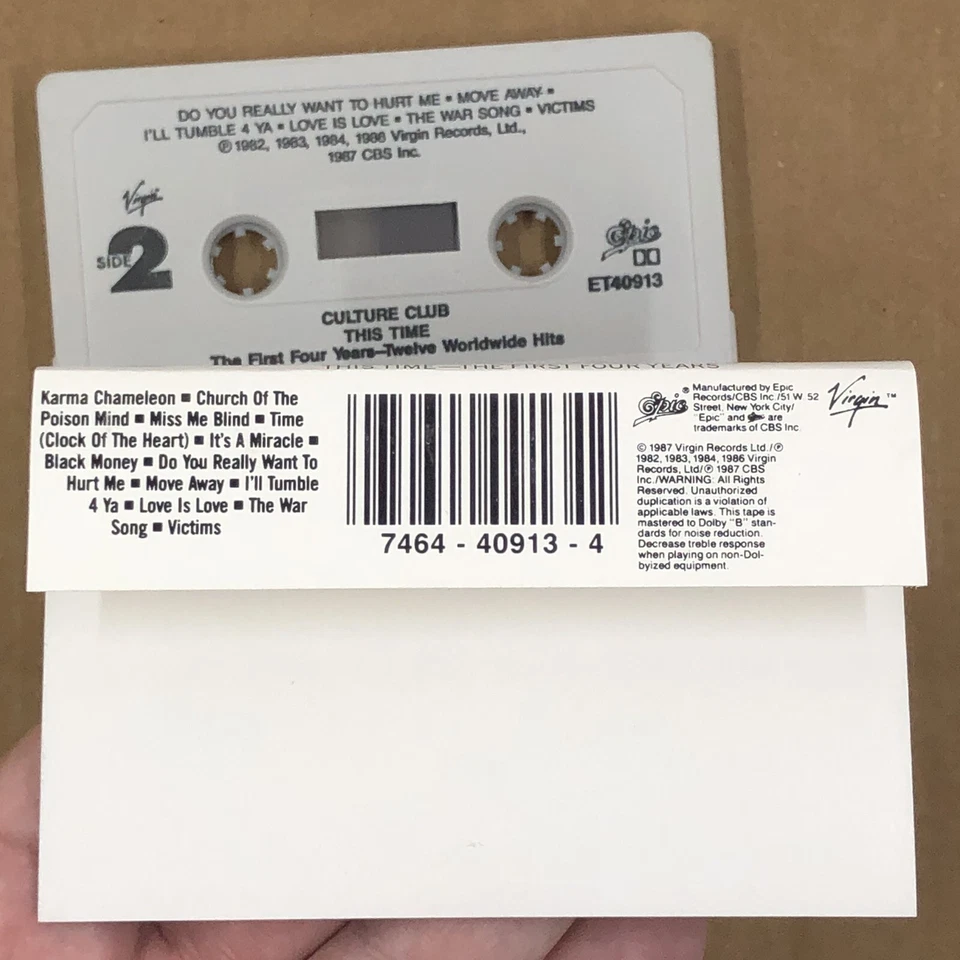 DO YOU REALLY WANT TO HURT ME ▪ MOVE AWAY ▪
I'LL TUMBLE 4 YA ▪ LOVE IS LOVE ▪ THE WAR SONG ▪ VICTIMS
℗ 1982, 1983, 1984, 1986 Virgin Records, Ltd.,
1987 CBS Inc.
Virgin
SIDE 2
Epic
ET40913
CULTURE CLUB
THIS TIME
The First Four Years—Twelve Worldwide Hits
THIS TIME—THE FIRST FOUR YEARS
Karma Chameleon ■ Church Of The
Poison Mind ■ Miss Me Blind ■ Time
(Clock Of The Heart) ■ It's A Miracle ■
Black Money ■ Do You Really Want To
Hurt Me ■ Move Away ■ I'll Tumble
4 Ya ■ Love Is Love ■ The War
Song ■ Victims
7464 - 40913 - 4
Epic®
Manufactured by Epic
Records/CBS Inc./51 W. 52
Street, New York City/
"Epic" and Epic are
trademarks of CBS Inc.
Virgin™
© 1987 Virgin Records Ltd./℗
1982, 1983, 1984, 1986 Virgin
Records, Ltd/℗ 1987 CBS
Inc./WARNING: All Rights
Reserved. Unauthorized
duplication is a violation of
applicable laws. This tape is
mastered to Dolby "B" stan-
dards for noise reduction.
Decrease treble response
when playing on non-Dol-
byized equipment.